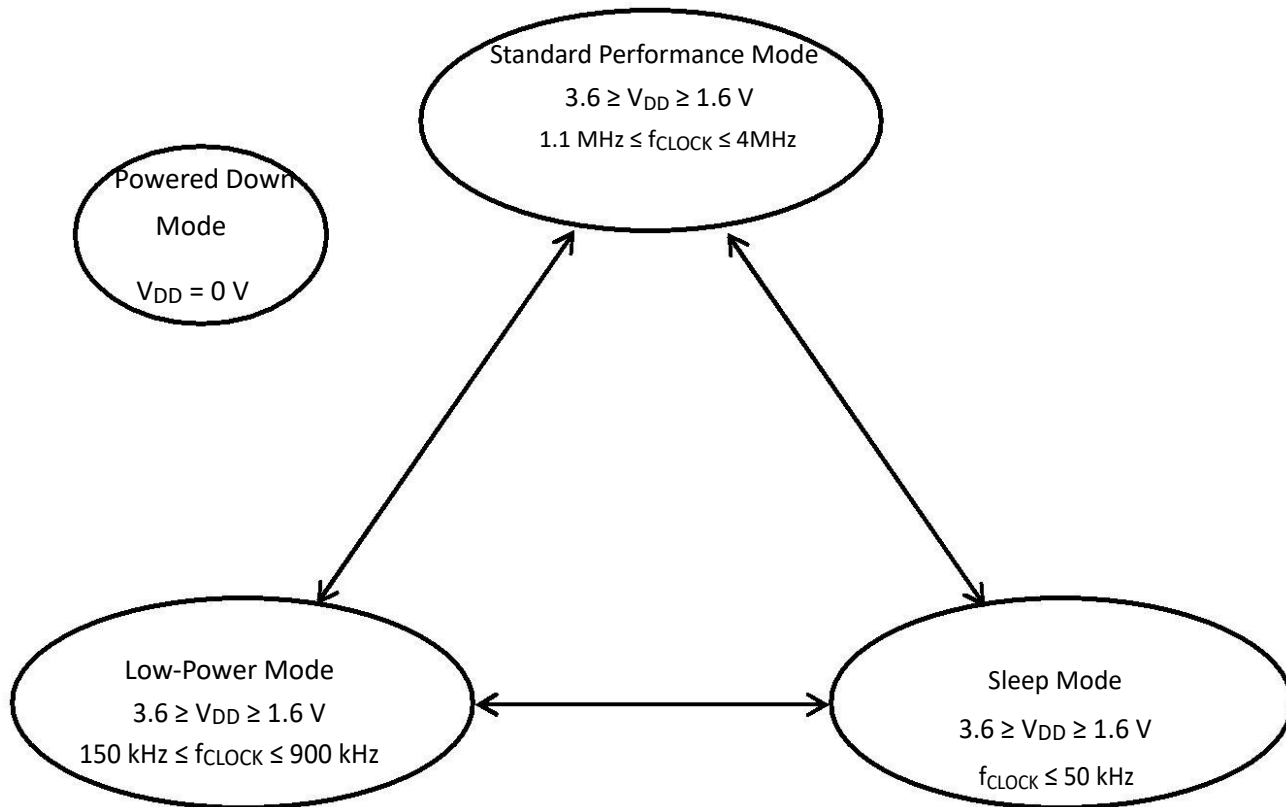 Standard Performance Mode
3.6 ≥ VDD ≥ 1.6 V
1.1 MHz ≤ fCLOCK ≤ 4MHz
Powered Down
Mode
VDD = 0 V
Low-Power Mode
3.6 ≥ VDD ≥ 1.6 V
150 kHz ≤ fCLOCK ≤ 900 kHz
Sleep Mode
3.6 ≥ VDD ≥ 1.6 V
fCLOCK ≤ 50 kHz